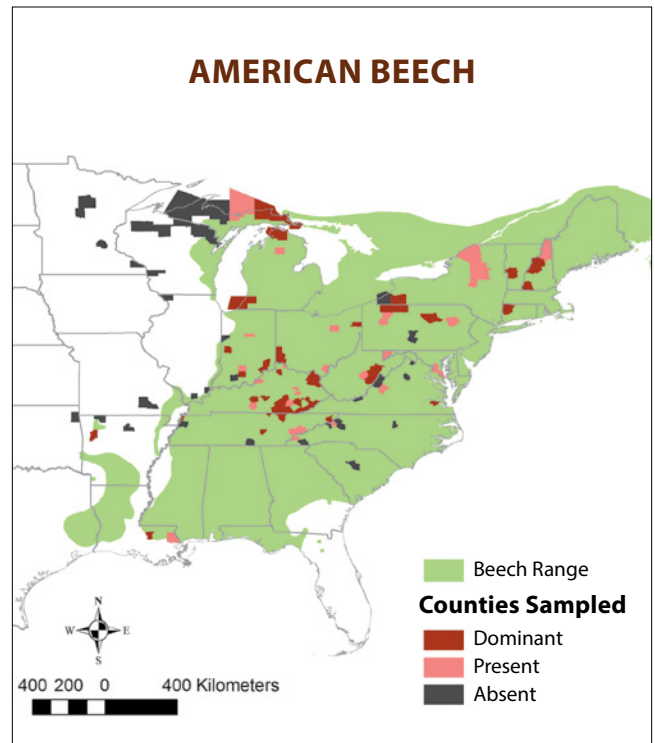 AMERICAN BEECH
Beech Range
Counties Sampled
Dominant
Present
Absent
N
W E
S
400 200 0 400 Kilometers